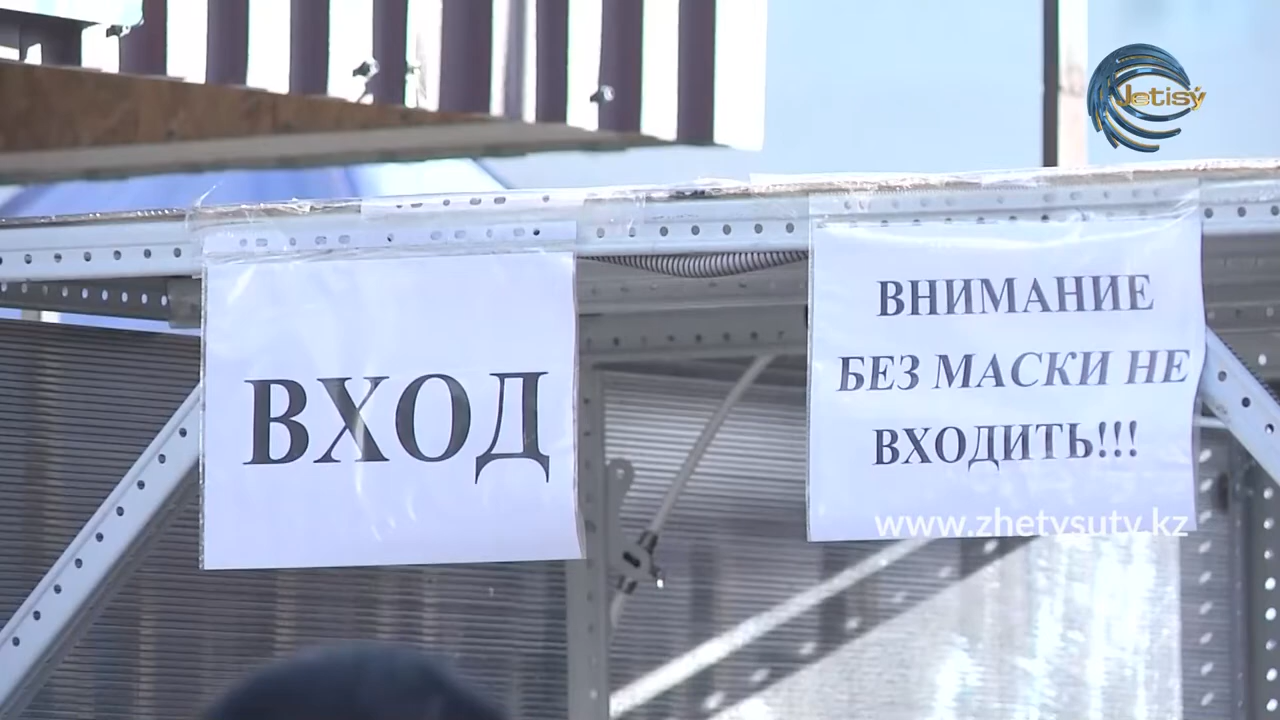 Jetisý
ВХОД
ВНИМАНИЕ
БЕЗ МАСКИ НЕ
ВХОДИТЬ!!!
www.zhetysutv.kz